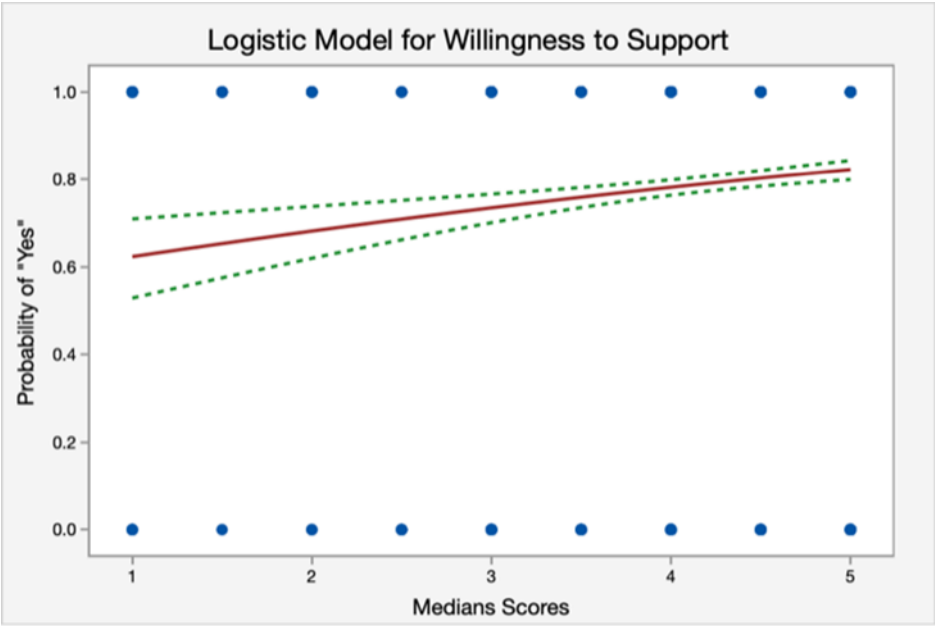 Logistic Model for Willingness to Support
1.0
0.8
0.6
0.4
0.2
0.0
Probability of "Yes"
1 2 3 4 5
Medians Scores